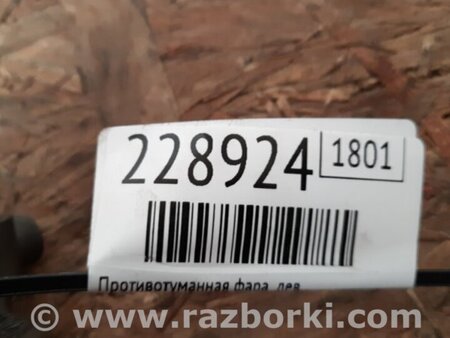 228924 1801
Противотуманная фара, лев
www.razborki.com